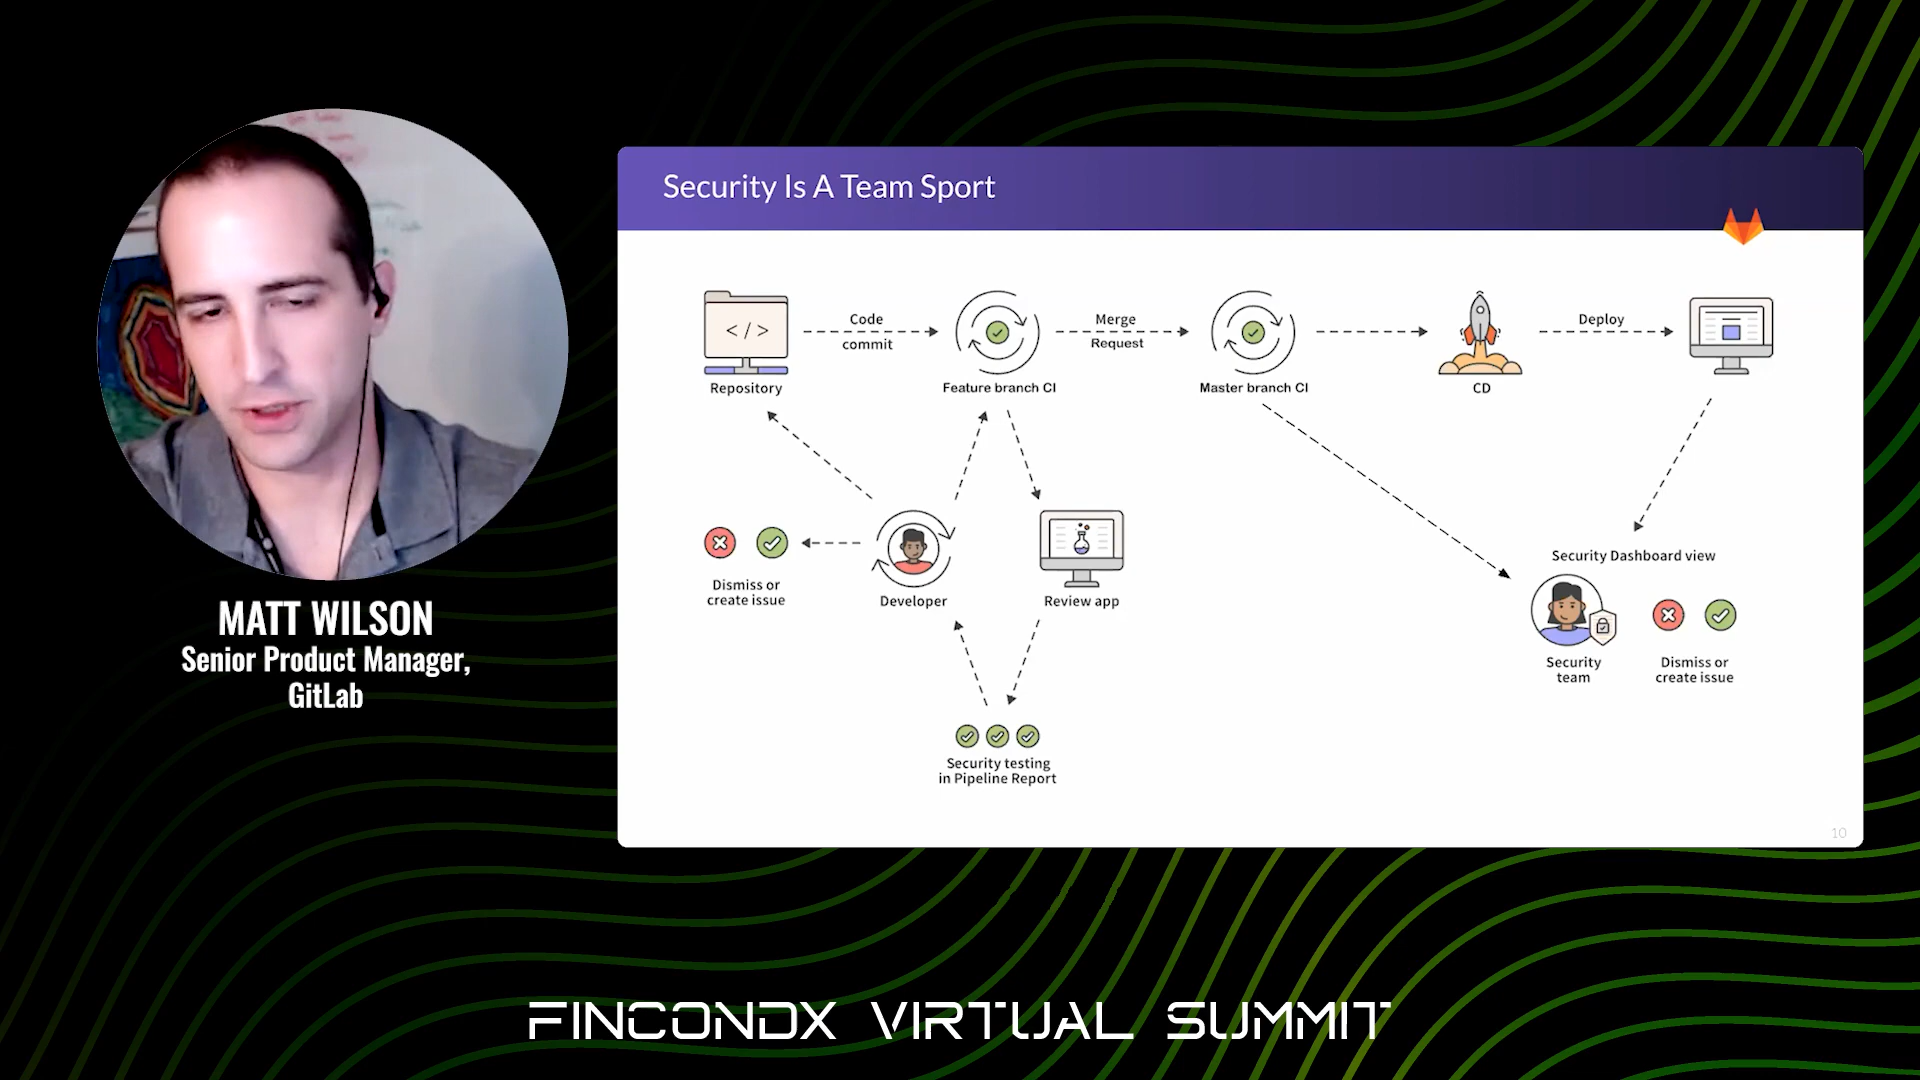 MATT WILSON
Senior Product Manager,
GitLab
Security Is A Team Sport
</>
Code
commit
Merge
Request
Deploy
Repository
Feature branch CI
Master branch CI
CD
Dismiss or
create issue
Developer
Review app
Security testing
in Pipeline Report
Security Dashboard view
Security
team
Dismiss or
create issue
10
FINCONDX VIRTUAL SUMMIT